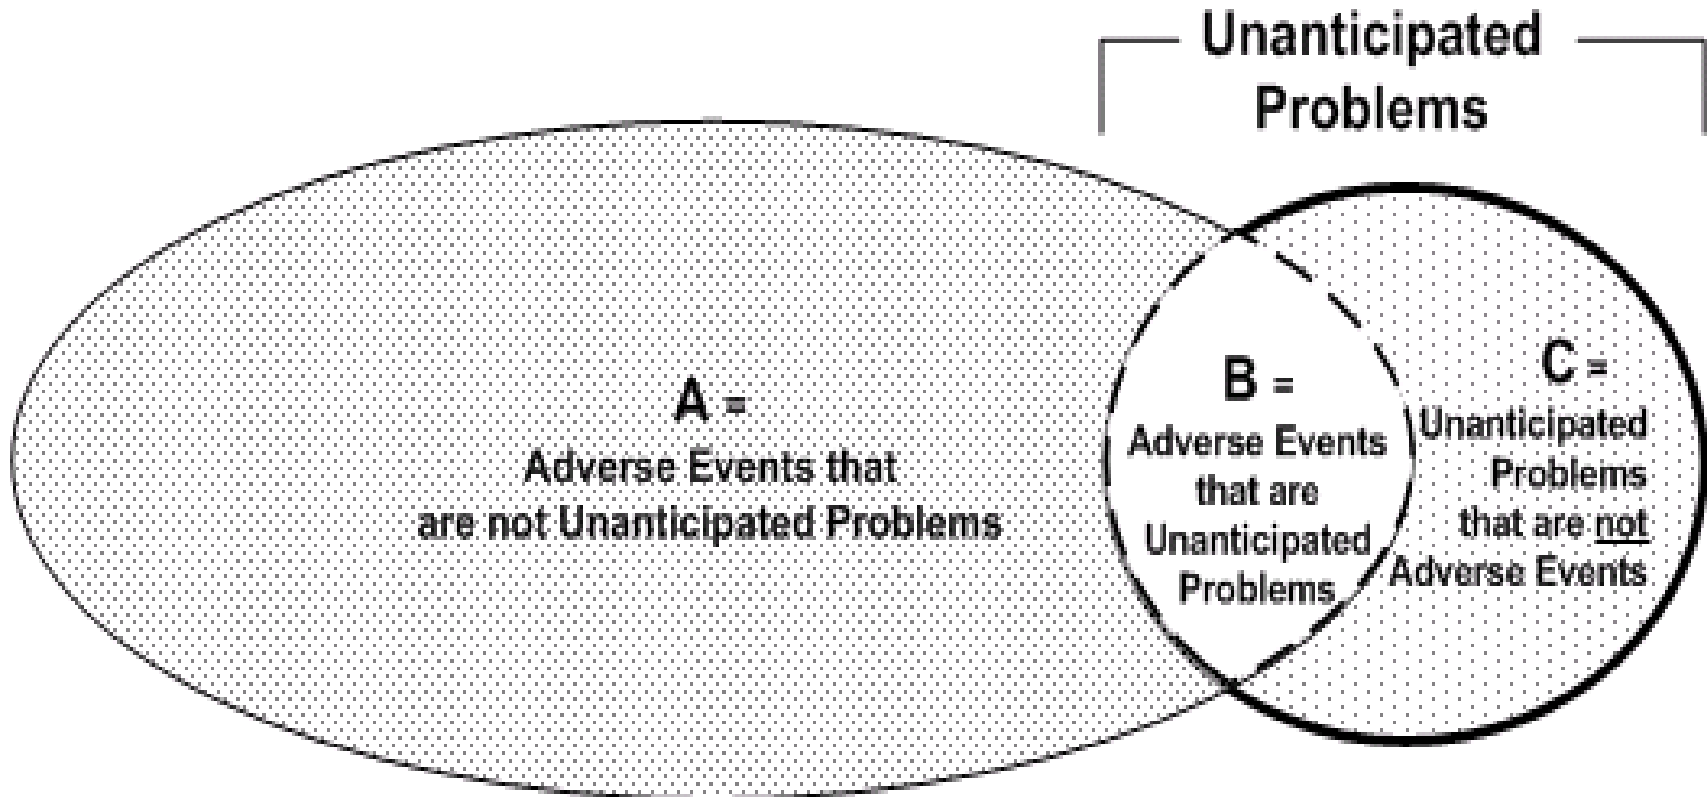 Unanticipated
Problems
A =
Adverse Events that
are not Unanticipated Problems
B =
Adverse Events
that are
Unanticipated
Problems
C =
Unanticipated
Problems
that are not
Adverse Events